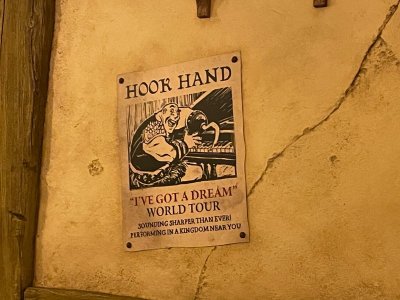 HOOK HAND
"I'VE GOT A DREAM"
WORLD TOUR
SOUNDING SHARPER THAN EVER!
PERFORMING IN A KINGDOM NEAR YOU